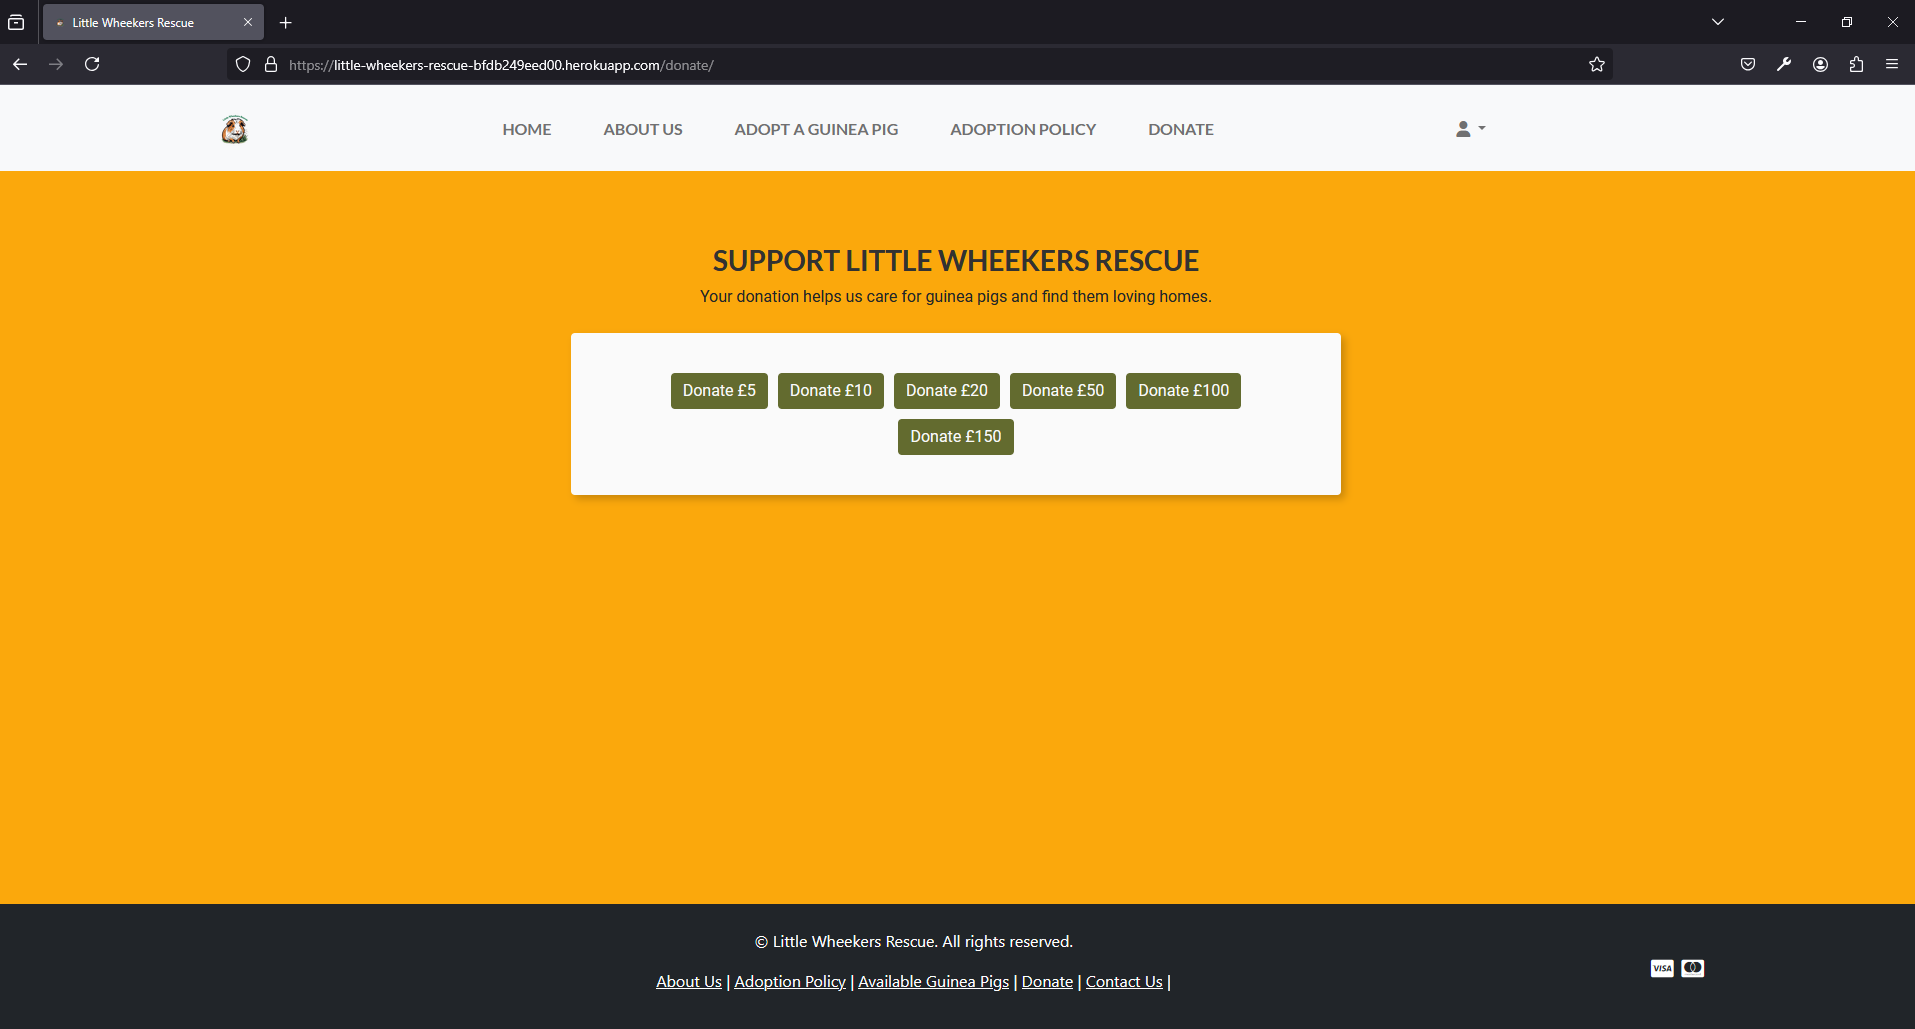 Little Wheekers Rescue
https://little-wheekers-rescue-bfdb249eed00.herokuapp.com/donate/
HOME ABOUT US ADOPT A GUINEA PIG ADOPTION POLICY DONATE
SUPPORT LITTLE WHEEKERS RESCUE
Your donation helps us care for guinea pigs and find them loving homes.
Donate £5 Donate £10 Donate £20 Donate £50 Donate £100
Donate £150
© Little Wheekers Rescue. All rights reserved.
VISA
About Us | Adoption Policy | Available Guinea Pigs | Donate | Contact Us |